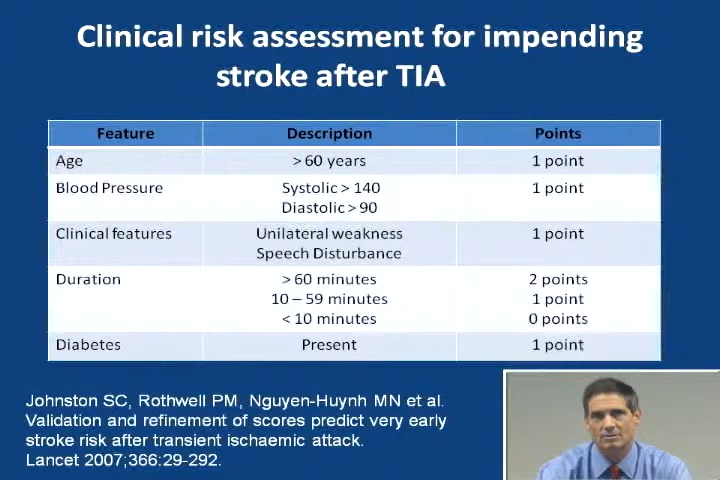 Clinical risk assessment for impending
stroke after TIA
Feature Description Points
Age > 60 years 1 point
Blood Pressure Systolic > 140 1 point
Diastolic > 90
Clinical features Unilateral weakness 1 point
Speech Disturbance
Duration > 60 minutes 2 points
10 – 59 minutes 1 point
< 10 minutes 0 points
Diabetes Present 1 point
Johnston SC, Rothwell PM, Nguyen-Huynh MN et al.
Validation and refinement of scores predict very early
stroke risk after transient ischaemic attack.
Lancet 2007;366:29-292.